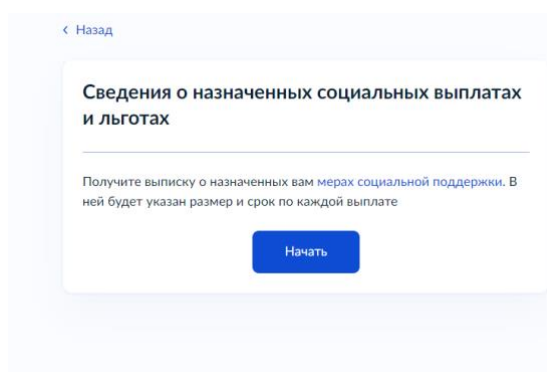 Назад
Сведения о назначенных социальных выплатах
и льготах
Получите выписку о назначенных вам мерах социальной поддержки. В
ней будет указан размер и срок по каждой выплате
Начать